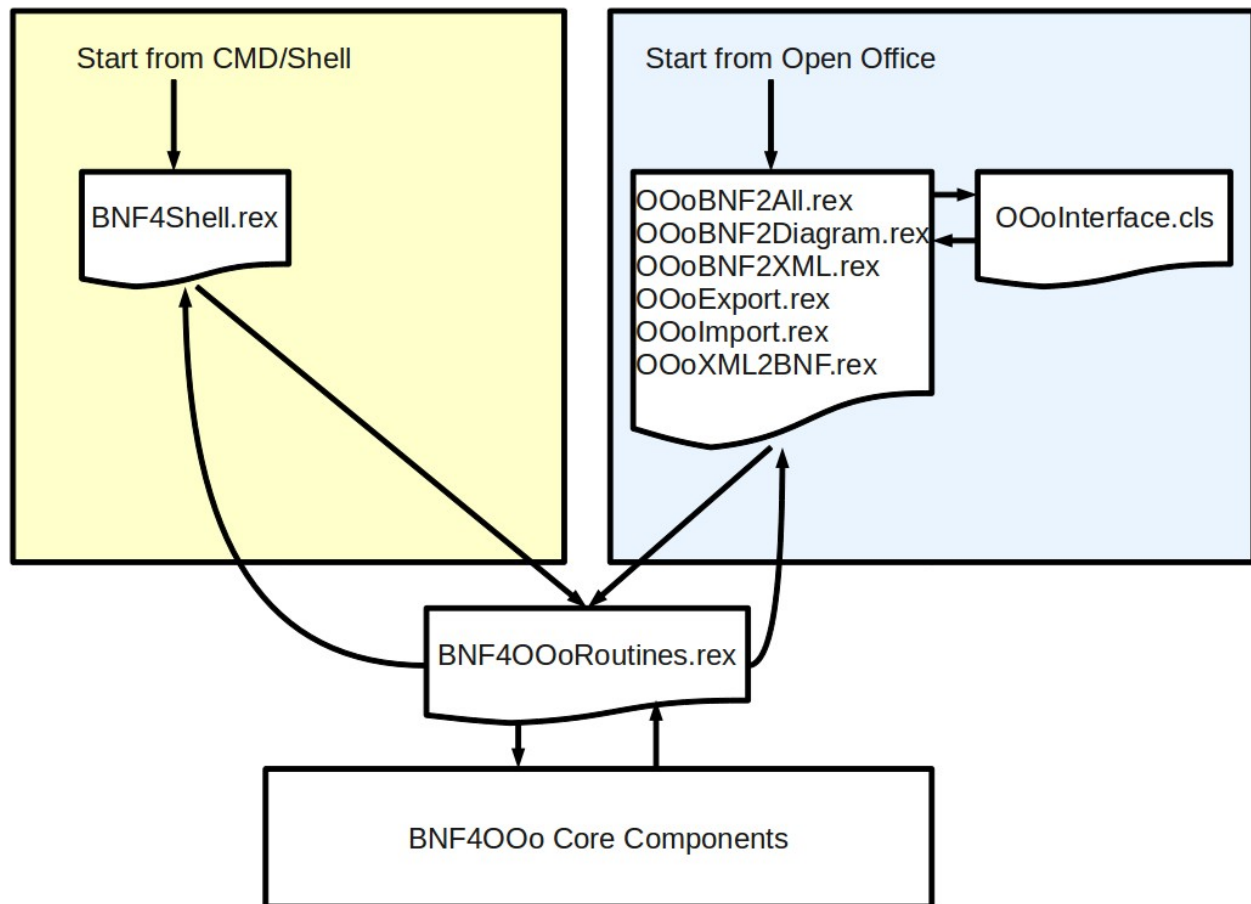 Start from CMD/Shell
BNF4Shell.rex
Start from Open Office
OOoBNF2All.rex
OOoBNF2Diagram.rex
OOoBNF2XML.rex
OOoExport.rex
OOoImport.rex
OOoXML2BNF.rex
OOoInterface.cls
BNF4OOoRoutines.rex
BNF4OOo Core Components